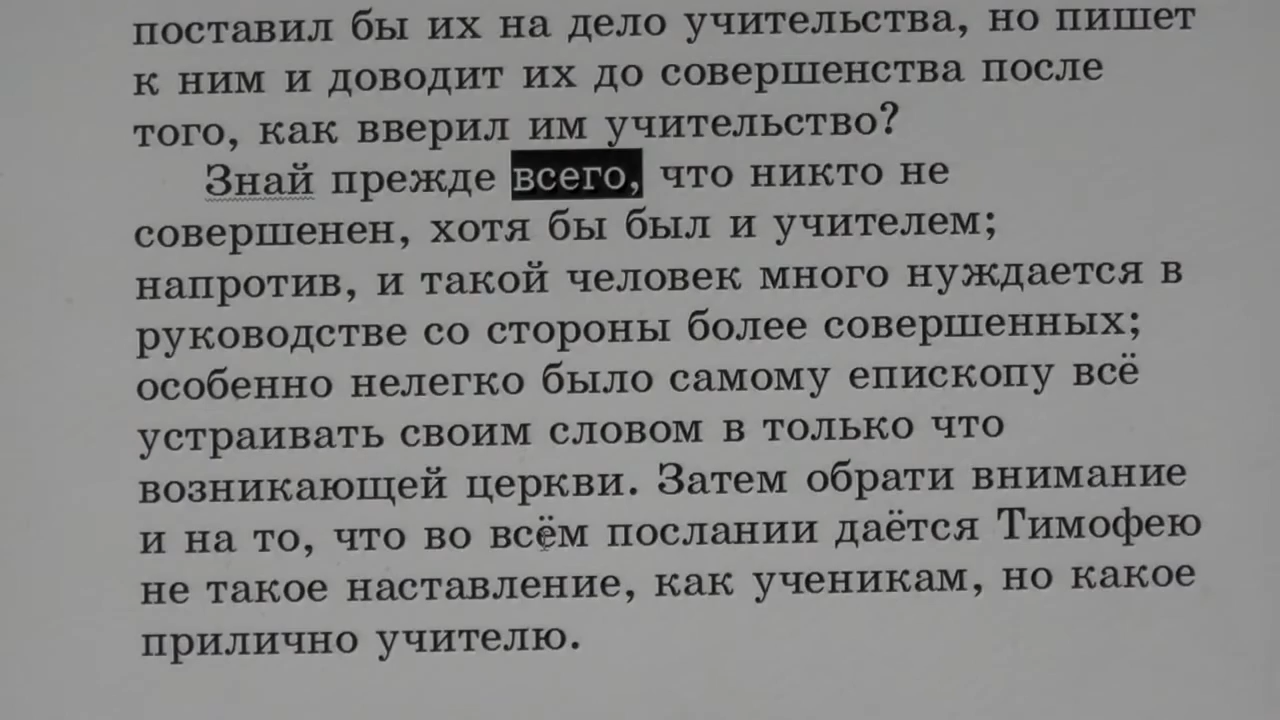 поставил бы их на дело учительства, но пишет
к ним и доводит их до совершенства после
того, как вверил им учительство?
Знай прежде всего, что никто не
совершенен, хотя бы был и учителем;
напротив, и такой человек много нуждается в
руководстве со стороны более совершенных;
особенно нелегко было самому епископу всё
устраивать своим словом в только что
возникающей церкви. Затем обрати внимание
и на то, что во всём послании даётся Тимофею
не такое наставление, как ученикам, но какое
прилично учителю.